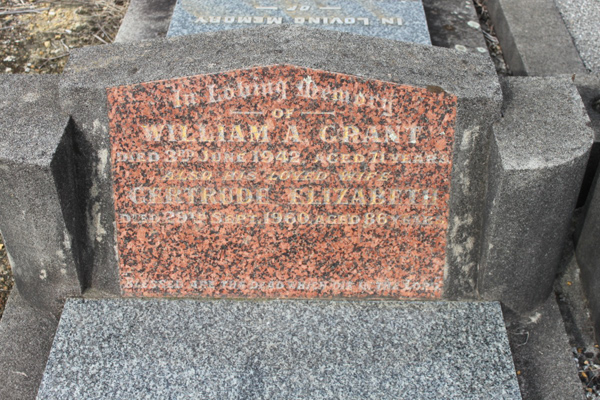 IN LOVING MEMORY
OF
In Loving Memory
OF
WILLIAM A. GRANT
DIED 3RD JUNE 1942, AGED 71 YEARS
ALSO HIS LOVED WIFE
GERTRUDE ELIZABETH
DIED 29TH SEPT. 1960, AGED 86 YEARS
BLESSED ARE THE DEAD WHICH DIE IN THE LORD